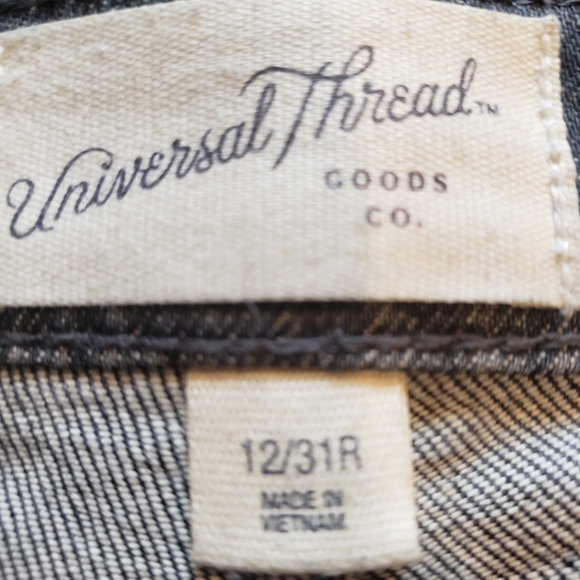 Universal Thread™
GOODS
CO.
12/31R
MADE IN
VIETNAM